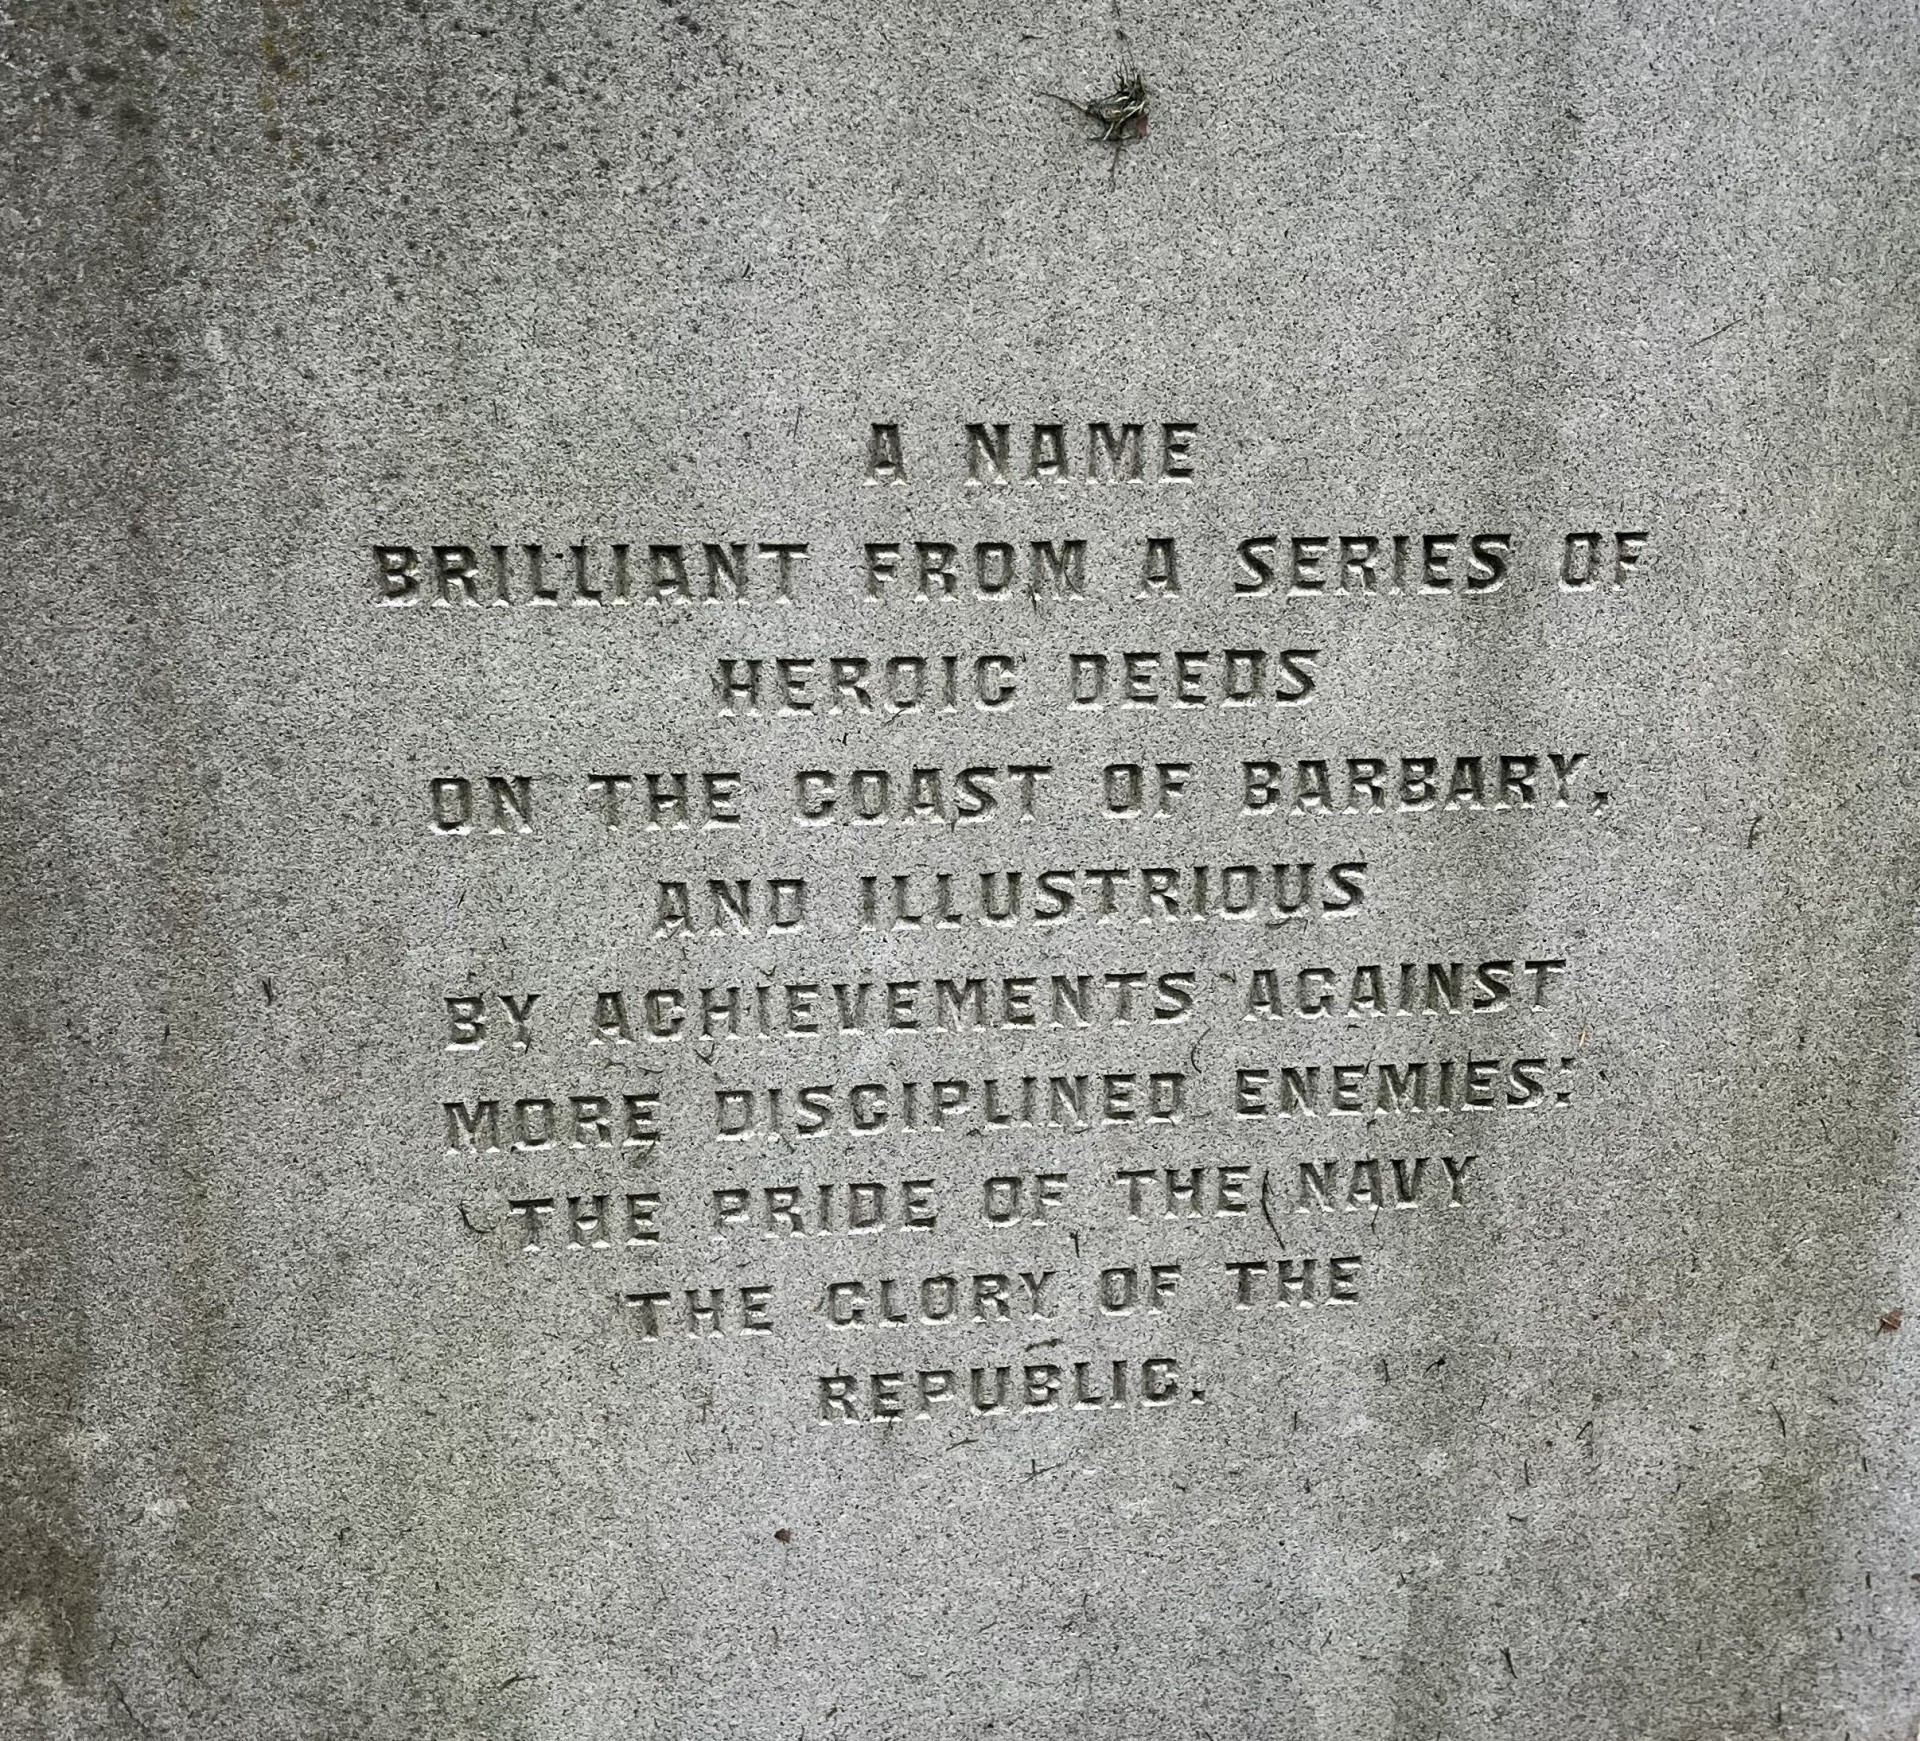 A NAME
BRILLIANT FROM A SERIES OF
HEROIC DEEDS
ON THE COAST OF BARBARY,
AND ILLUSTRIOUS
BY ACHIEVEMENTS AGAINST
MORE DISCIPLINED ENEMIES:
THE PRIDE OF THE NAVY
THE GLORY OF THE
REPUBLIC.